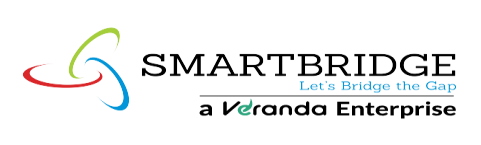 SMARTBRIDGE
Let's Bridge the Gap
a Veranda Enterprise